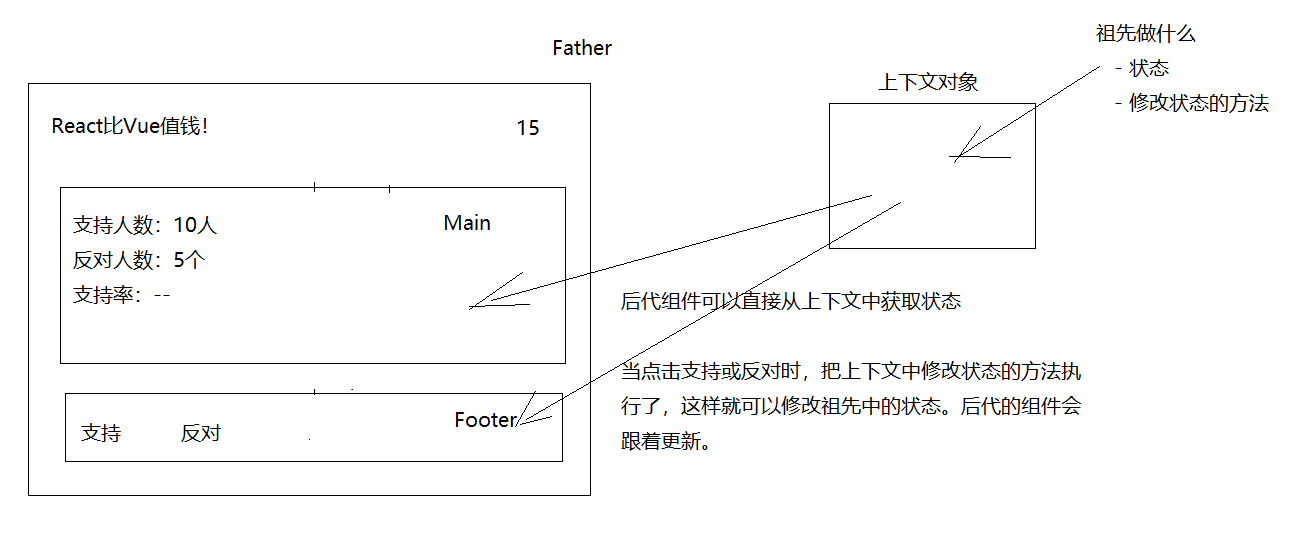 Father
祖先做什么
- 状态
- 修改状态的方法
上下文对象
React比Vue值钱！
15
支持人数：10人
Main
反对人数：5个
支持率：--
后代组件可以直接从上下文中获取状态
当点击支持或反对时，把上下文中修改状态的方法执
行了，这样就可以修改祖先中的状态。后代的组件会
跟着更新。
Footer
支持
反对